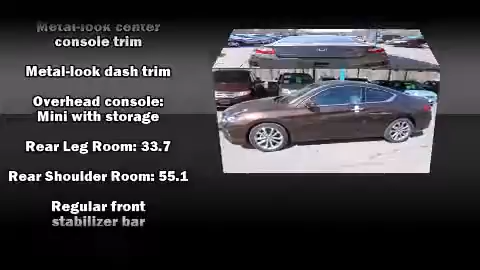 Metal-look center
console trim
Metal-look dash trim
Overhead console:
Mini with storage
Rear Leg Room: 33.7
Rear Shoulder Room: 55.1
Regular front
stabilizer bar